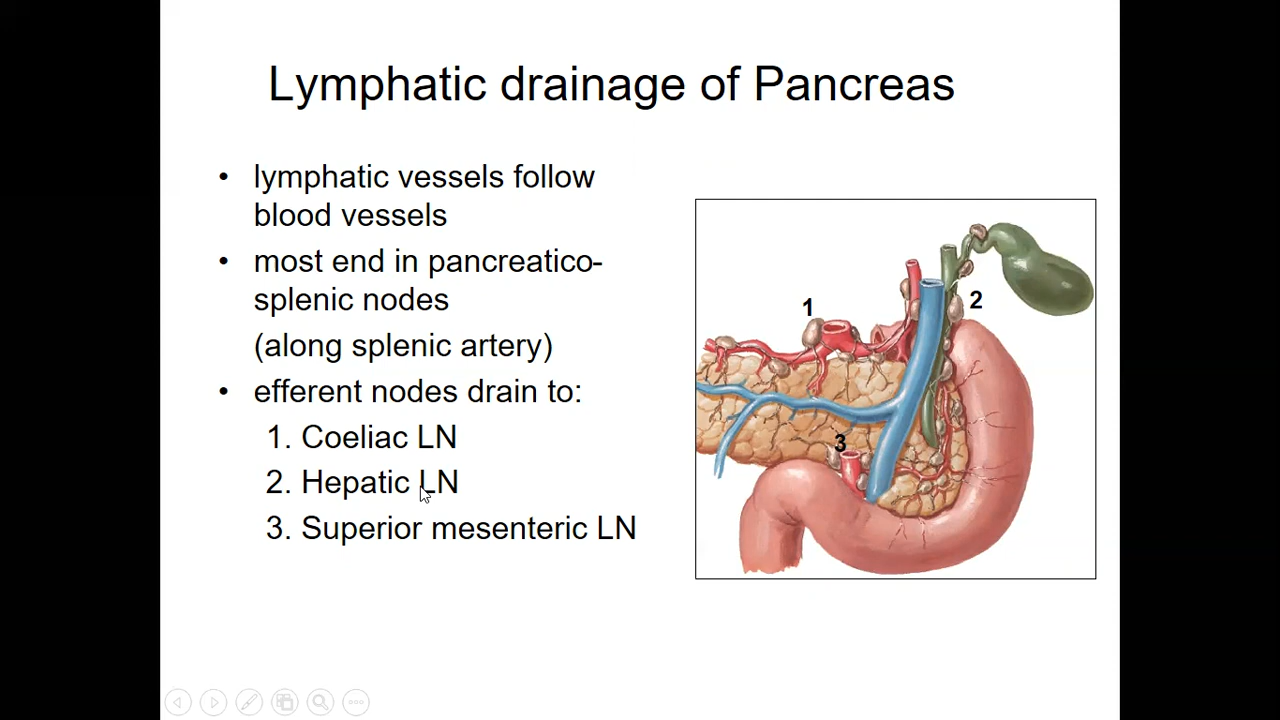 Lymphatic drainage of Pancreas
• lymphatic vessels follow
blood vessels
• most end in pancreatico-
splenic nodes
(along splenic artery)
• efferent nodes drain to:
1. Coeliac LN
2. Hepatic LN
3. Superior mesenteric LN
1
2
3